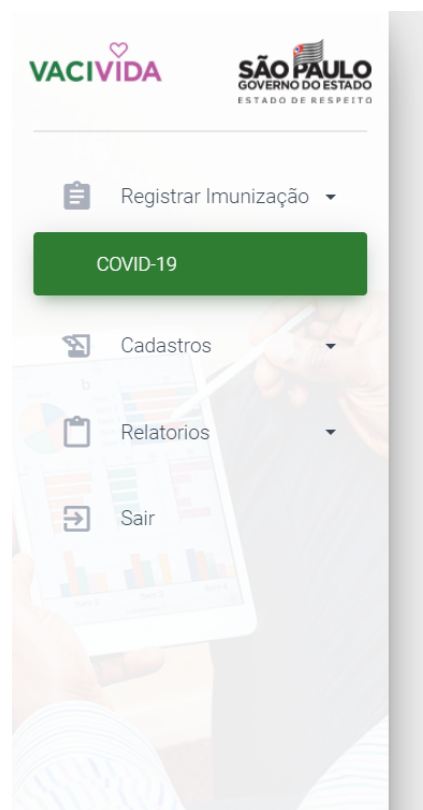 VACIVIDA
SÃO PAULO
GOVERNO DO ESTADO
ESTADO DE RESPEITO
Registrar Imunização
COVID-19
Cadastros
Relatorios
Sair